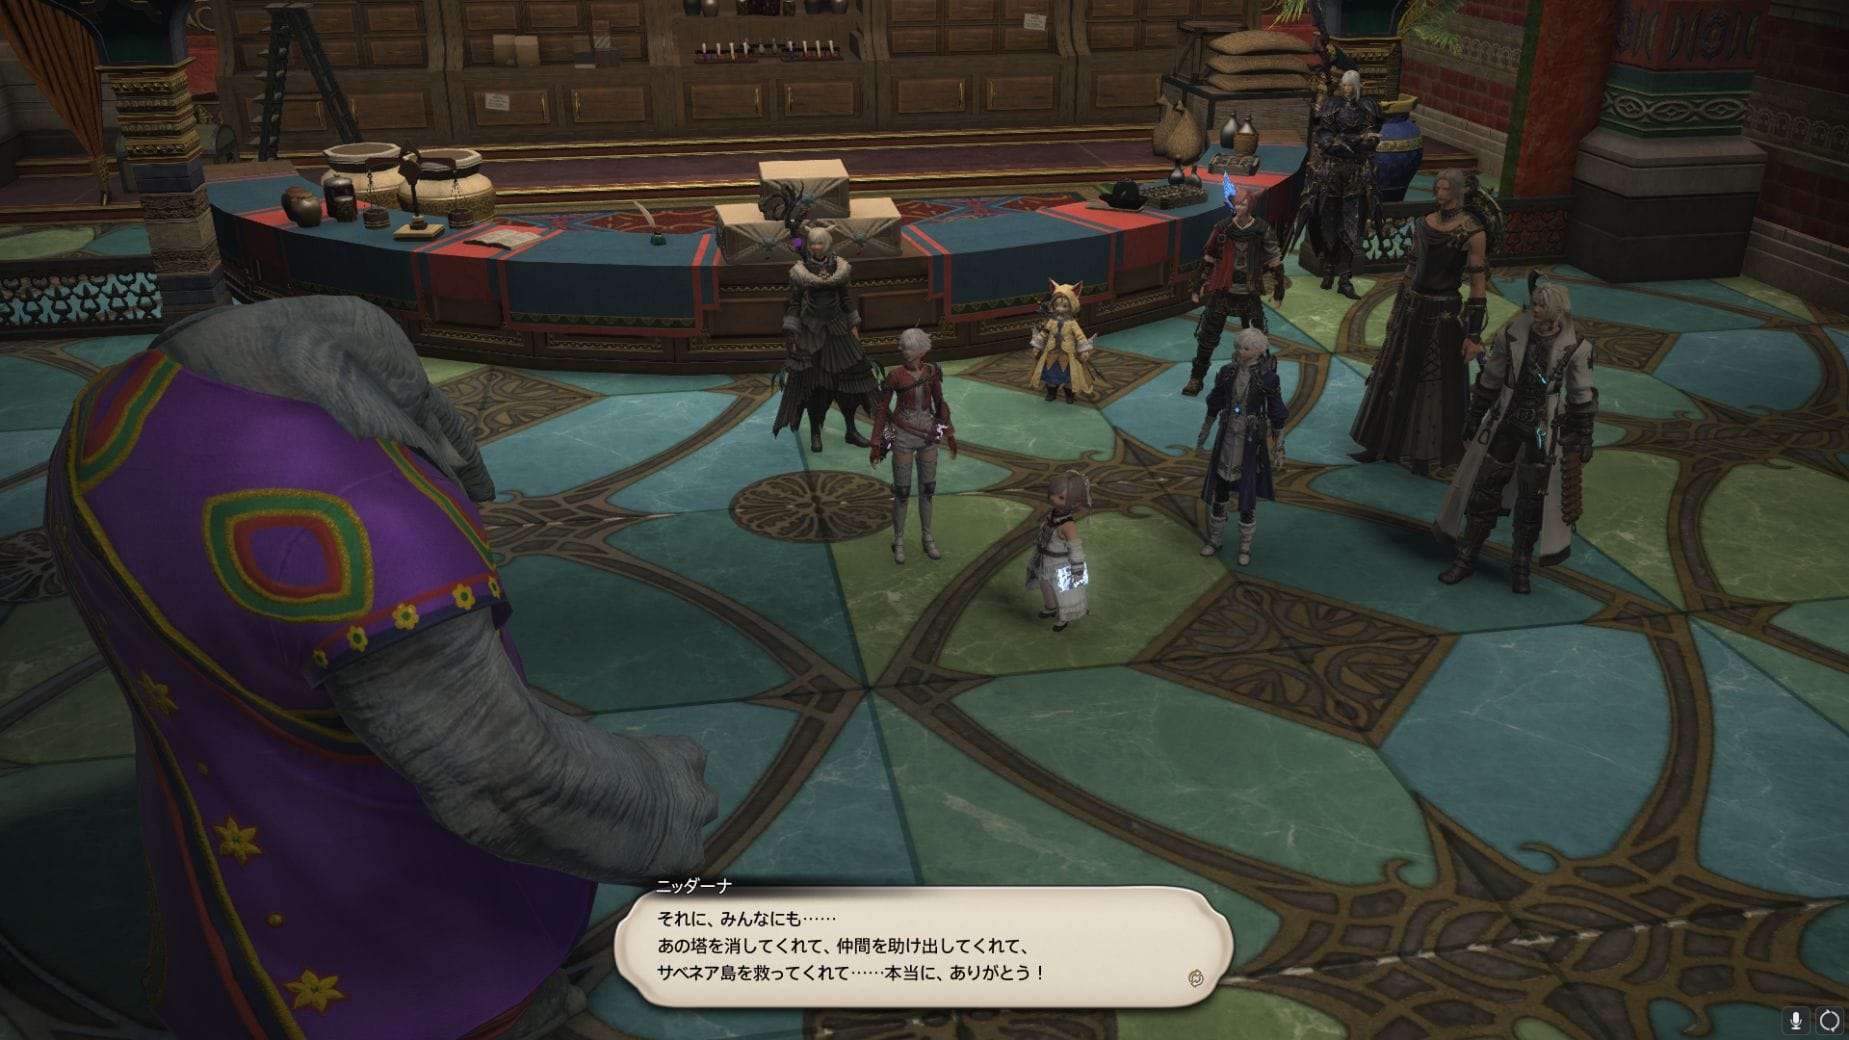 ニッダーナ
それに、みんなにも……
あの塔を消してくれて、仲間を助け出してくれて、
サベネア島を救ってくれて……本当に、ありがとう！